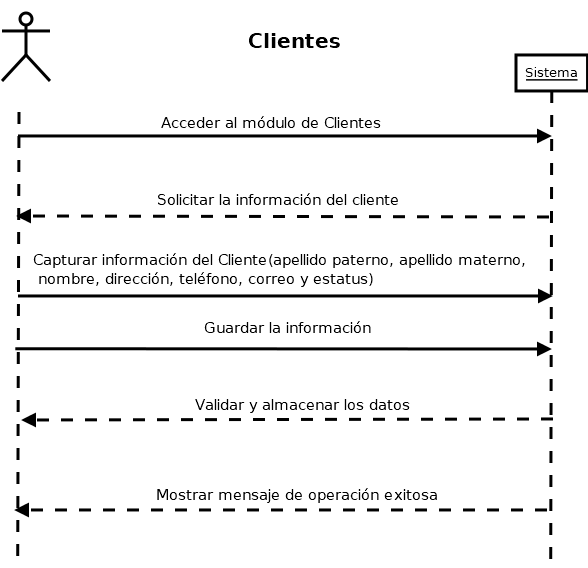 Clientes
Sistema
Acceder al módulo de Clientes
Solicitar la información del cliente
Capturar información del Cliente(apellido paterno, apellido materno,
nombre, dirección, teléfono, correo y estatus)
Guardar la información
Validar y almacenar los datos
Mostrar mensaje de operación exitosa